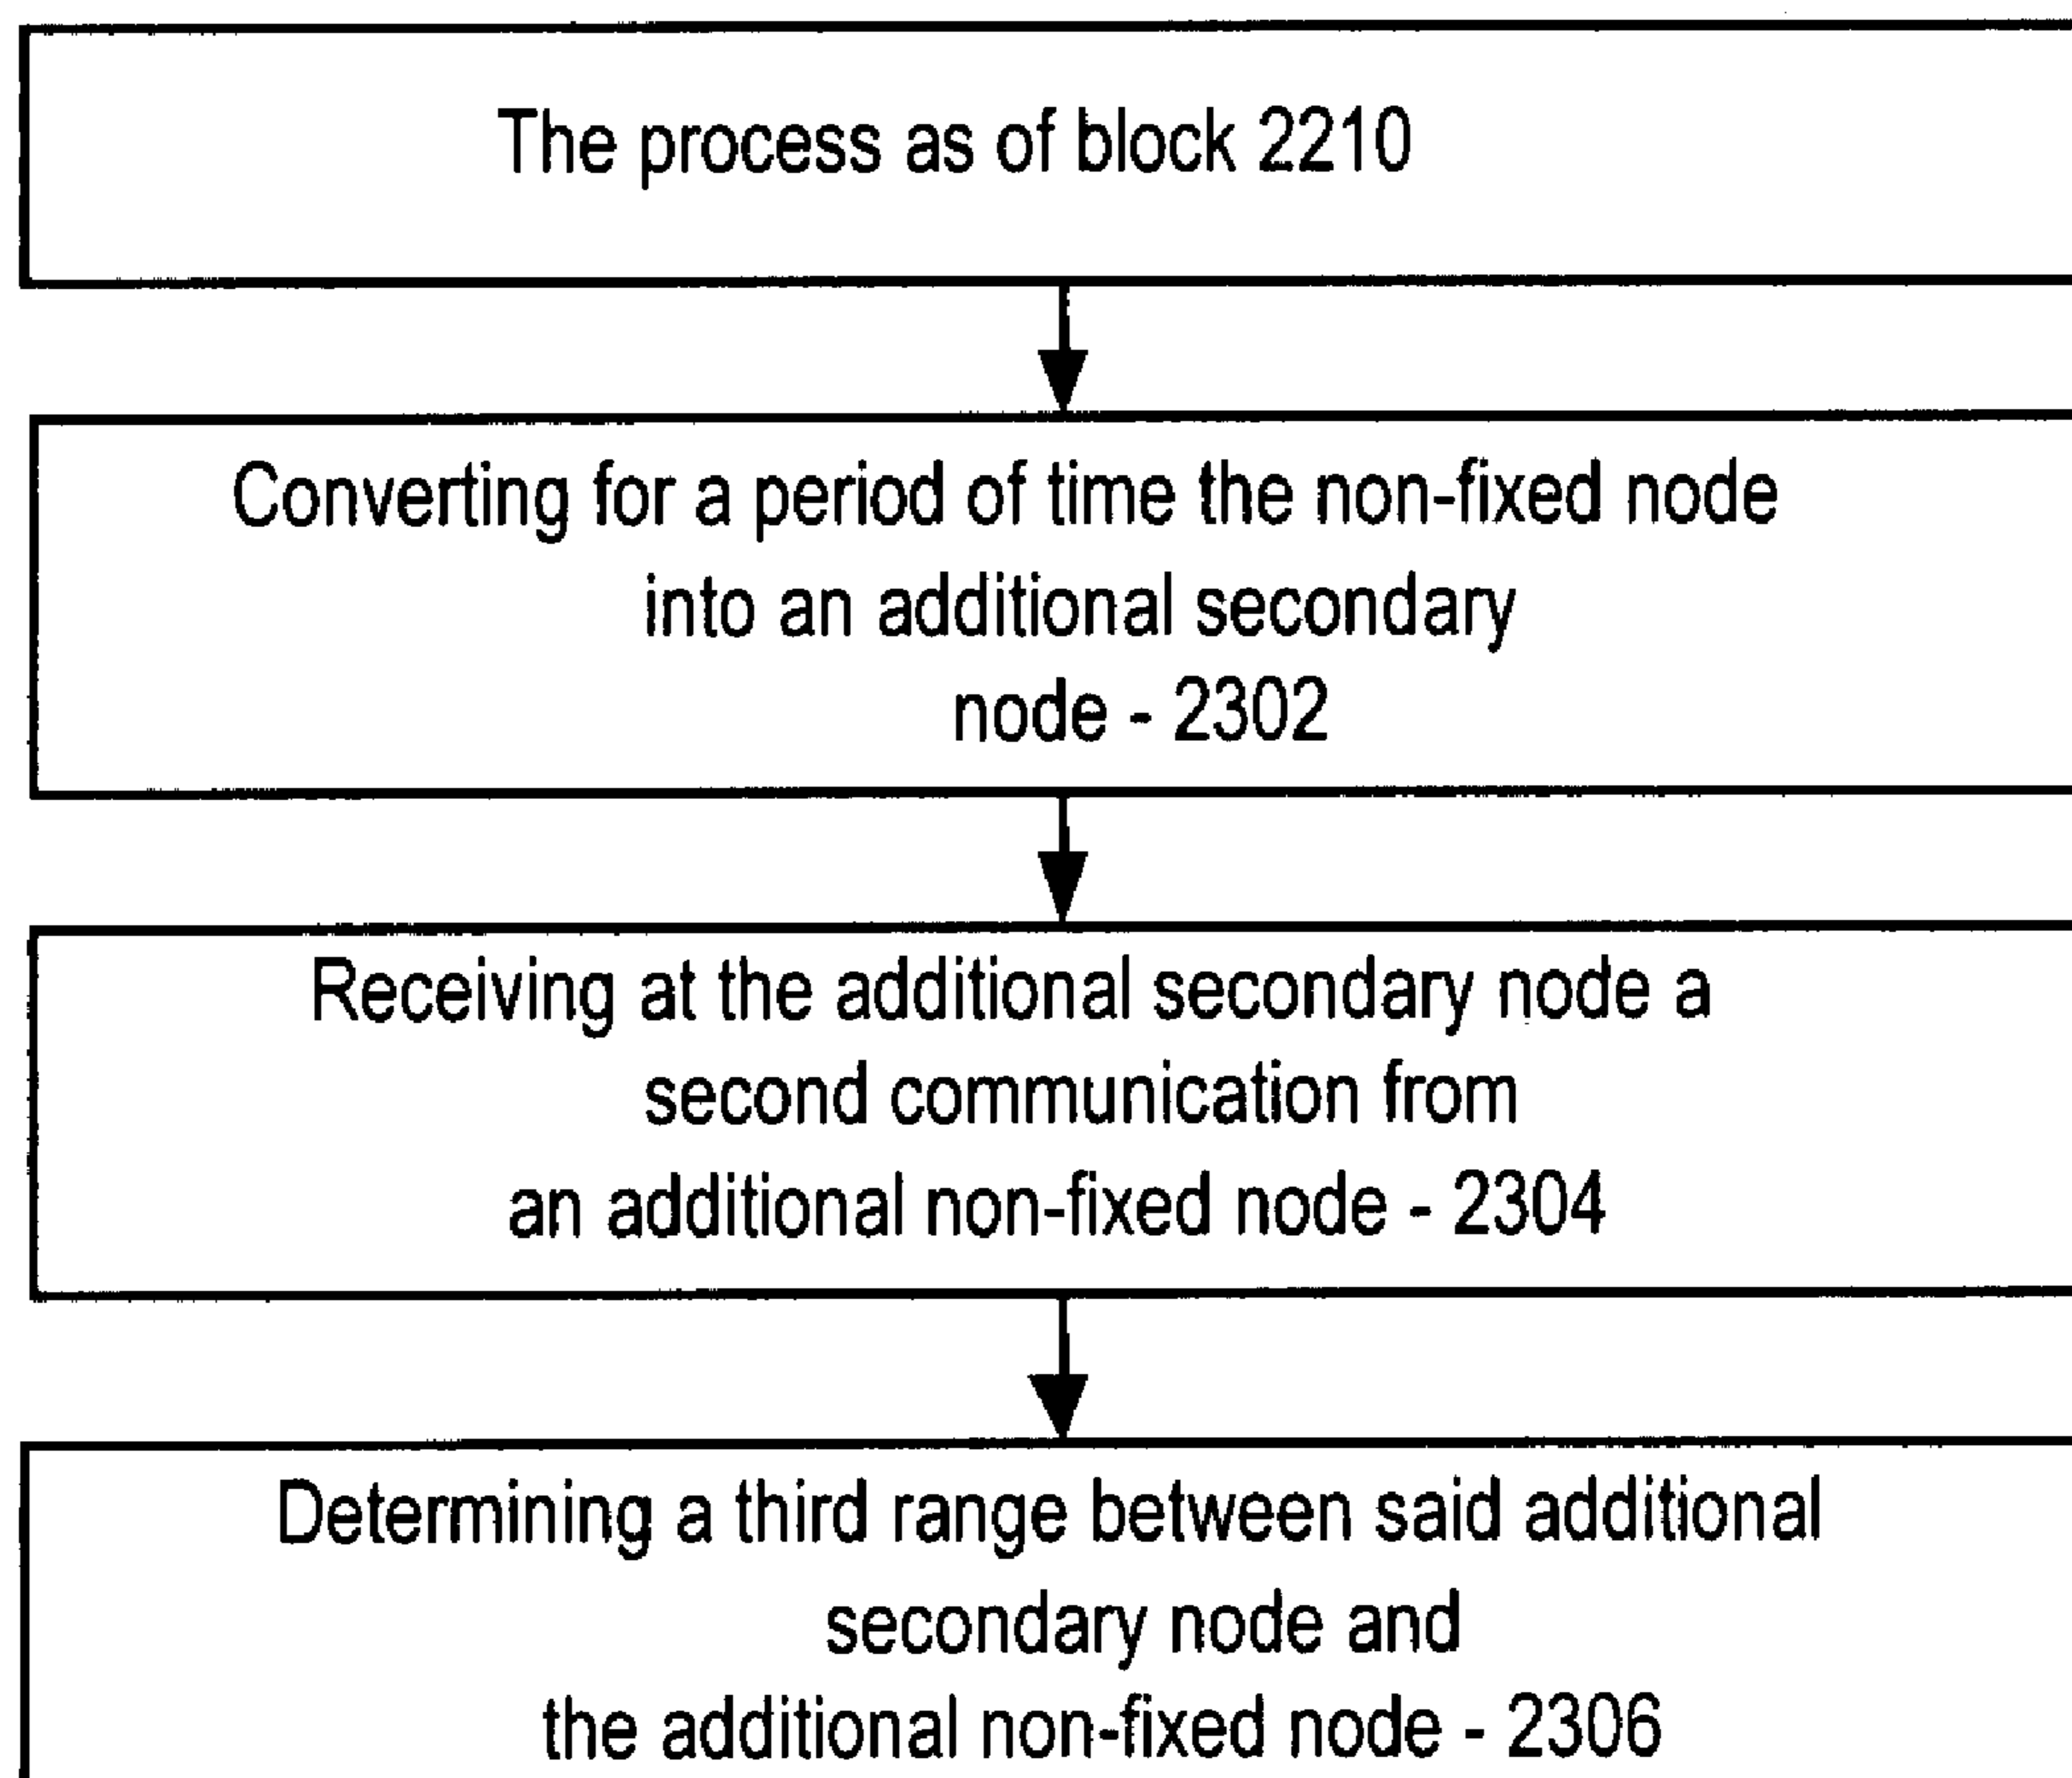 The process as of block 2210
Converting for a period of time the non-fixed node
into an additional secondary
node - 2302
Receiving at the additional secondary node a
second communication from
an additional non-fixed node - 2304
Determining a third range between said additional
secondary node and
the additional non-fixed node - 2306